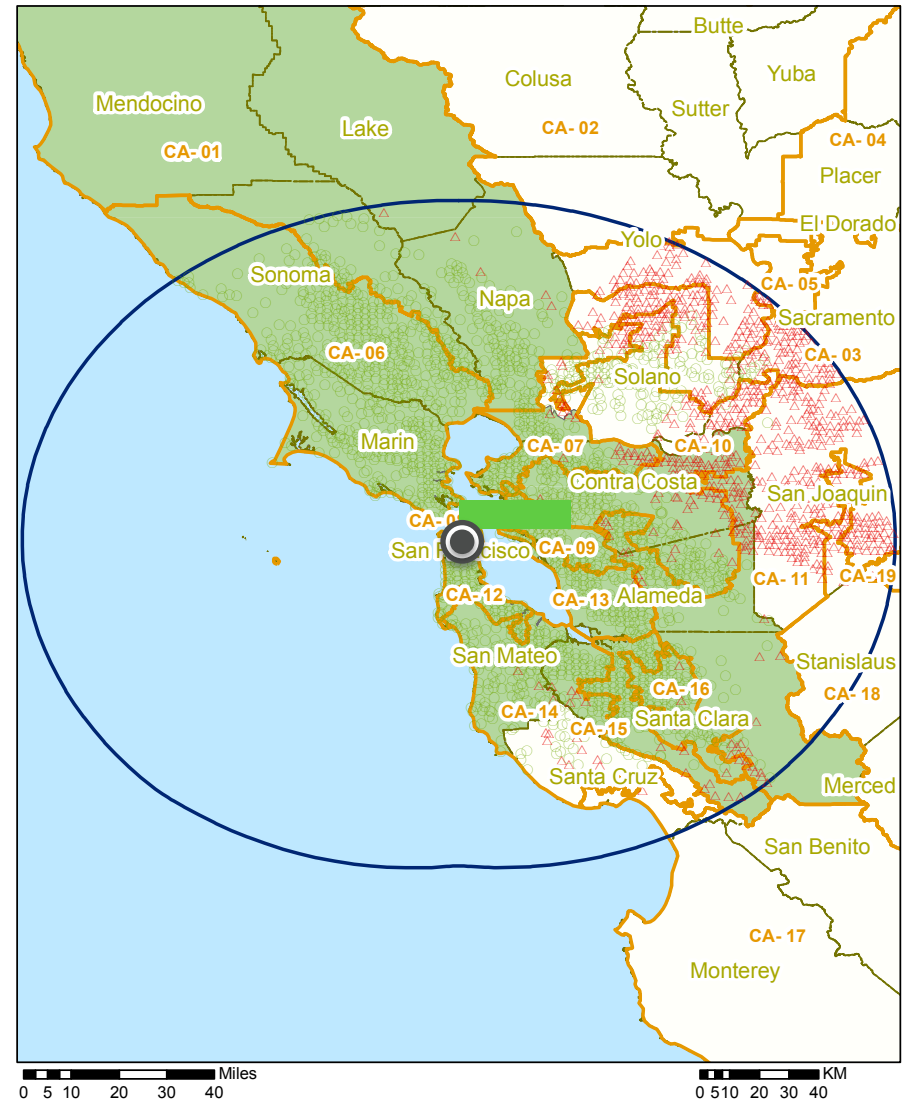 Butte
Colusa
Yuba
Sutter
Mendocino
Lake
CA- 02
CA- 01
CA- 04
Placer
El Dorado
Yolo
Sonoma
CA- 05
Napa
Sacramento
CA- 06
CA- 03
Solano
Marin
CA- 07
CA- 10
Contra Costa
San Joaquin
CA- 09
CA- 11
CA- 19
CA- 12
CA- 13
Alameda
San Mateo
Stanislaus
CA- 16
CA- 18
CA- 14
Santa Clara
CA- 15
Santa Cruz
Merced
San Benito
CA- 17
Monterey
Miles
0 5 10 20 30 40
KM
0 5 10 20 30 40